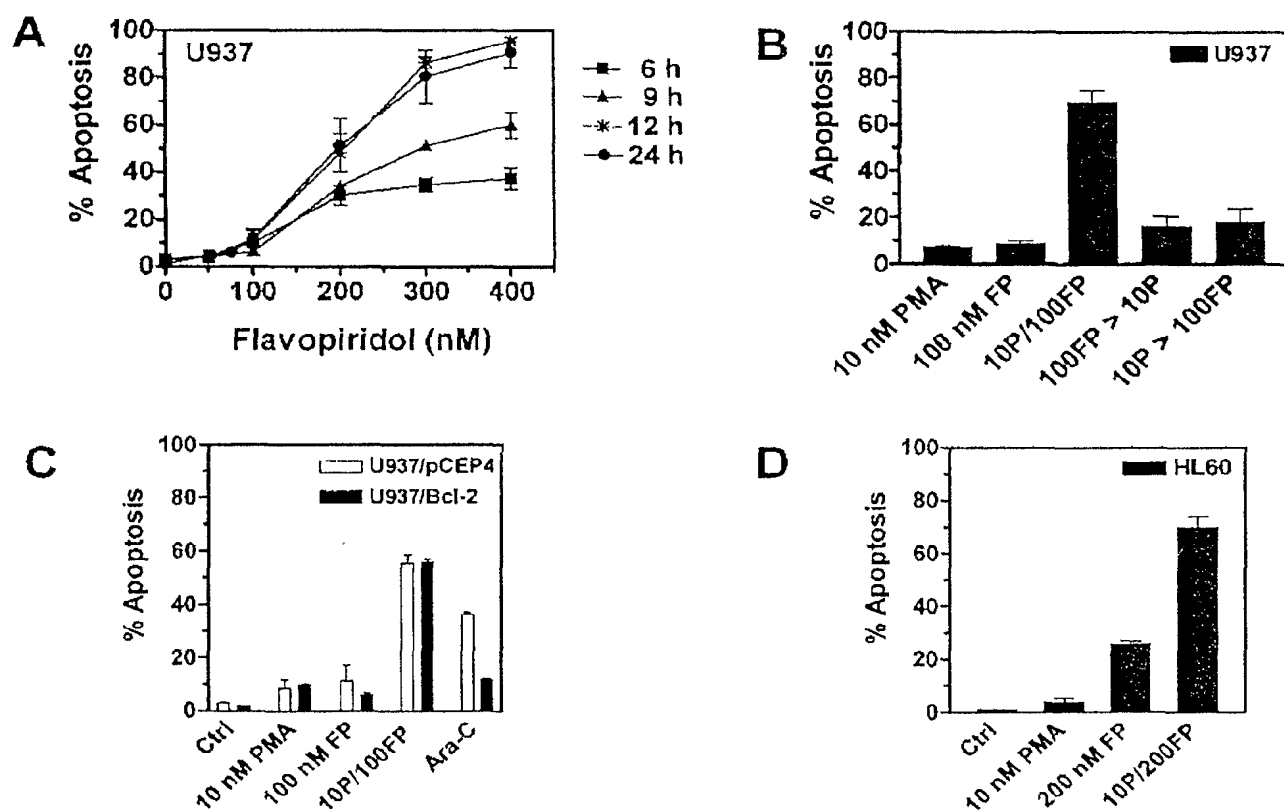 A
U937
% Apoptosis
100
80
60
40
20
0
0
100
200
300
400
Flavopiridol (nM)
6 h
9 h
12 h
24 h
B
U937
% Apoptosis
100
80
60
40
20
0
10 nM PMA
100 nM FP
10P/100FP
100FP > 10P
10P > 100FP
C
U937/pCEP4
U937/Bcl-2
% Apoptosis
100
80
60
40
20
0
Ctrl
10 nM PMA
100 nM FP
10P/100FP
Ara-C
D
HL60
% Apoptosis
100
80
60
40
20
0
Ctrl
10 nM PMA
200 nM FP
10P/200FP